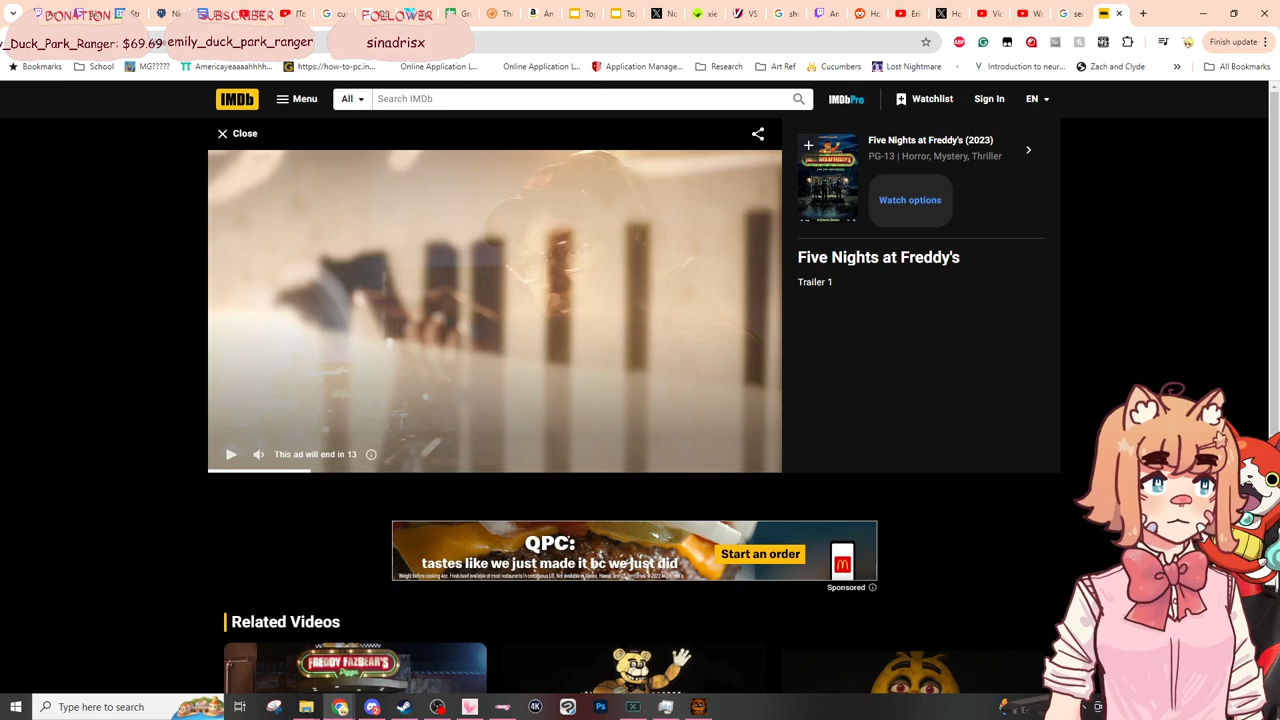 DONATION
SUBSCRIBER
FOLLOWER
y_Duck_Park_Ranger: $69.69
emily_duck_park_ranger
sinadrisx
Finish update
Bookmarks
School
MG?????
Americayeaaaahhhh...
https://how-to-pc.in...
Online Application L...
Online Application L...
Application Manage...
Research
Art Ref
Cucumbers
Lost Nightmare
Introduction to neur...
Zach and Clyde
»
All Bookmarks
IMDb
Menu
All
Search IMDb
IMDbPro
Watchlist
Sign In
EN
Close
Five Nights at Freddy's (2023)
PG-13 | Horror, Mystery, Thriller
Watch options
Five Nights at Freddy's
Trailer 1
This ad will end in 13
QPC:
tastes like we just made it bc we just did
Start an order
Sponsored
Related Videos
FREDDY FAZBEAR'S
Pizza
Type here to search